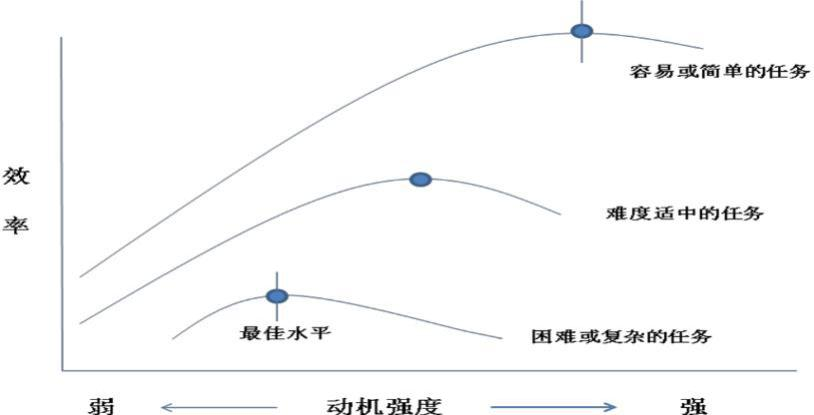 容易或简单的任务
效率
难度适中的任务
最佳水平
困难或复杂的任务
弱 动机强度 强